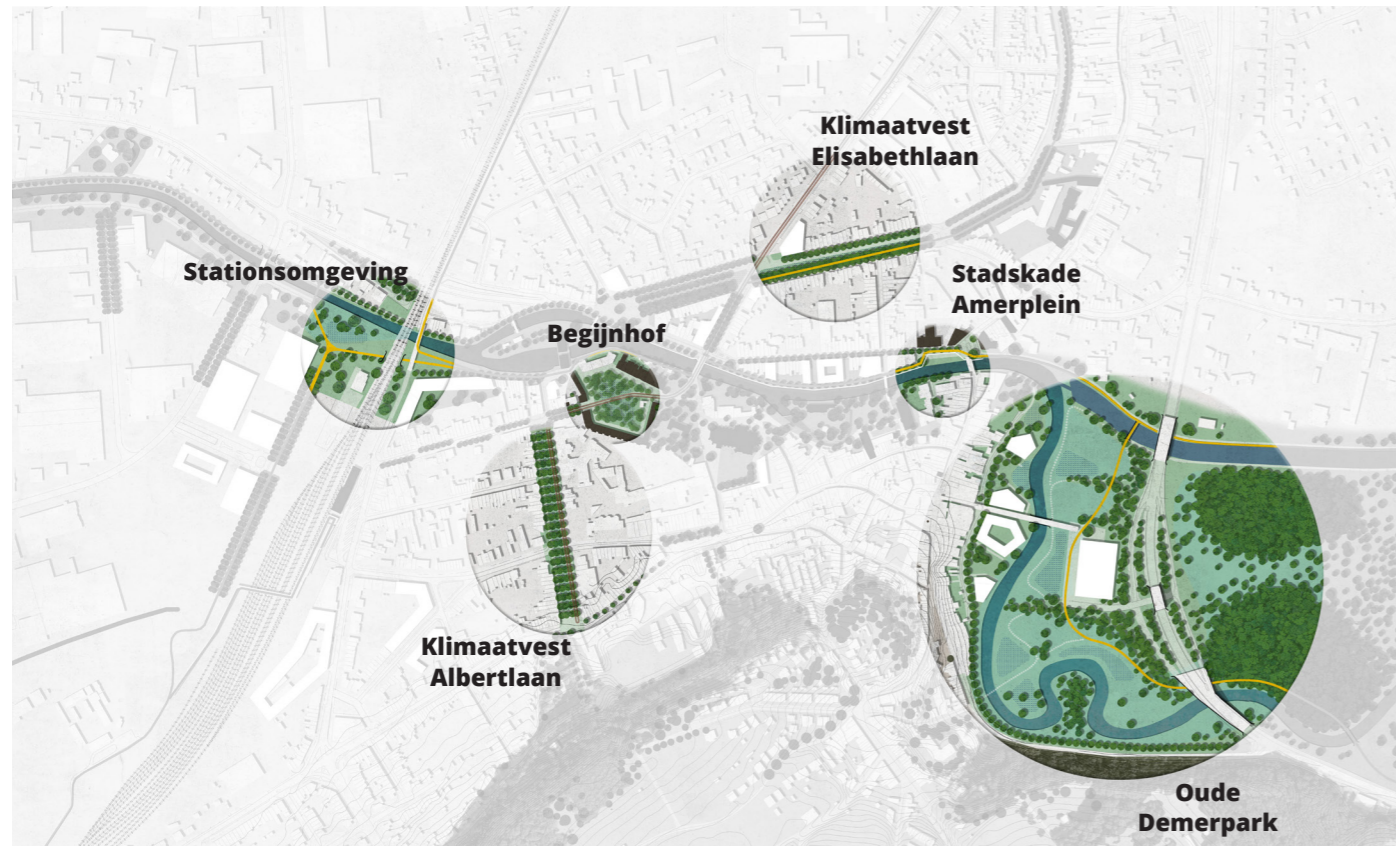 Klimaatvest
Elisabethlaan
Stationsomgeving
Stadskade
Amerplein
Begijnhof
Klimaatvest
Albertlaan
Oude
Demerpark